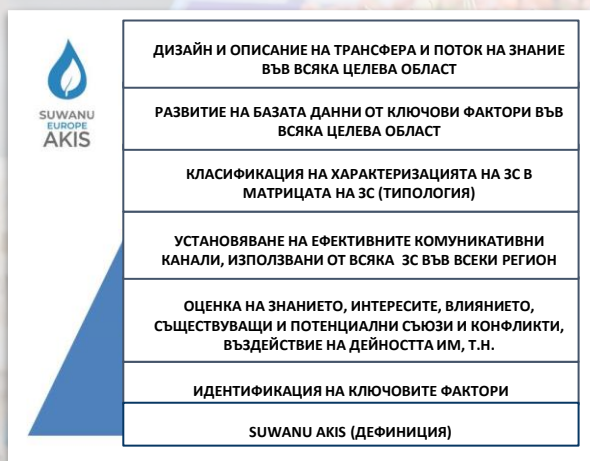 SUWANU
EUROPE
AKIS
ДИЗАЙН И ОПИСАНИЕ НА ТРАНСФЕРА И ПОТОК НА ЗНАНИЕ
ВЪВ ВСЯКА ЦЕЛЕВА ОБЛАСТ
РАЗВИТИЕ НА БАЗАТА ДАННИ ОТ КЛЮЧОВИ ФАКТОРИ ВЪВ
ВСЯКА ЦЕЛЕВА ОБЛАСТ
КЛАСИФИКАЦИЯ НА ХАРАКТЕРИЗАЦИЯТА НА ЗС В
МАТРИЦАТА НА ЗС (ТИПОЛОГИЯ)
УСТАНОВЯВАНЕ НА ЕФЕКТИВНИТЕ КОМУНИКАТИВНИ
КАНАЛИ, ИЗПОЛЗВАНИ ОТ ВСЯКА ЗС ВЪВ ВСЕКИ РЕГИОН
ОЦЕНКА НА ЗНАНИЕТО, ИНТЕРЕСИТЕ, ВЛИЯНИЕТО,
СЪЩЕСТВУВАЩИ И ПОТЕНЦИАЛНИ СЪЮЗИ И КОНФЛИКТИ,
ВЪЗДЕЙСТВИЕ НА ДЕЙНОСТТА ИМ, Т.Н.
ИДЕНТИФИКАЦИЯ НА КЛЮЧОВИТЕ ФАКТОРИ
SUWANU AKIS (ДЕФИНИЦИЯ)